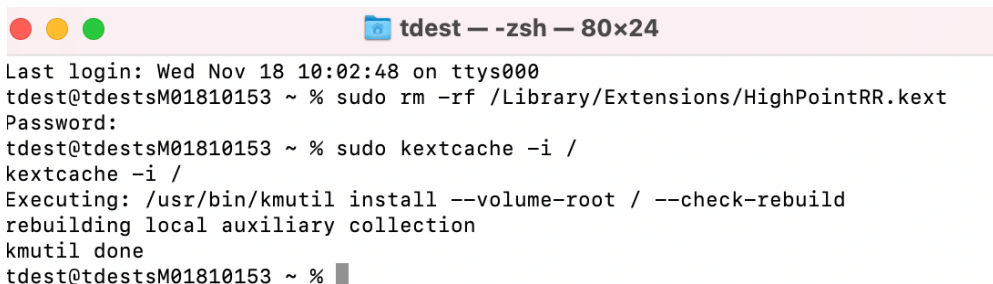 tdest — -zsh — 80×24
Last login: Wed Nov 18 10:02:48 on ttys000
tdest@tdestsM01810153 ~ % sudo rm -rf /Library/Extensions/HighPointRR.kext
Password:
tdest@tdestsM01810153 ~ % sudo kextcache -i /
kextcache -i /
Executing: /usr/bin/kmutil install --volume-root / --check-rebuild
rebuilding local auxiliary collection
kmutil done
tdest@tdestsM01810153 ~ %